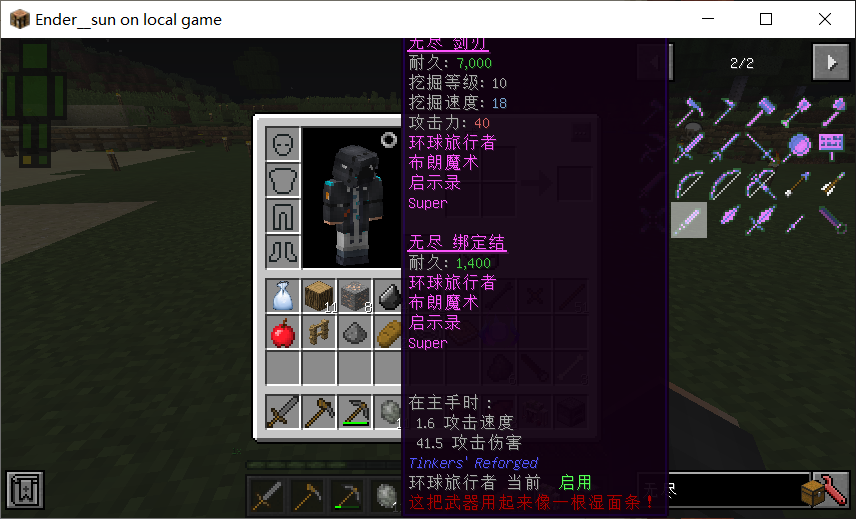 Ender__sun on local game
无尽 剑刃
耐久: 7,000
挖掘等级: 10
挖掘速度: 18
攻击力: 40
环球旅行者
布朗魔术
启示录
Super
无尽 绑定结
耐久: 1,400
环球旅行者
布朗魔术
启示录
Super
在主手时：
1.6 攻击速度
41.5 攻击伤害
Tinkers' Reforged
环球旅行者 当前 启用
这把武器用起来像一根湿面条！
2/2
11
8